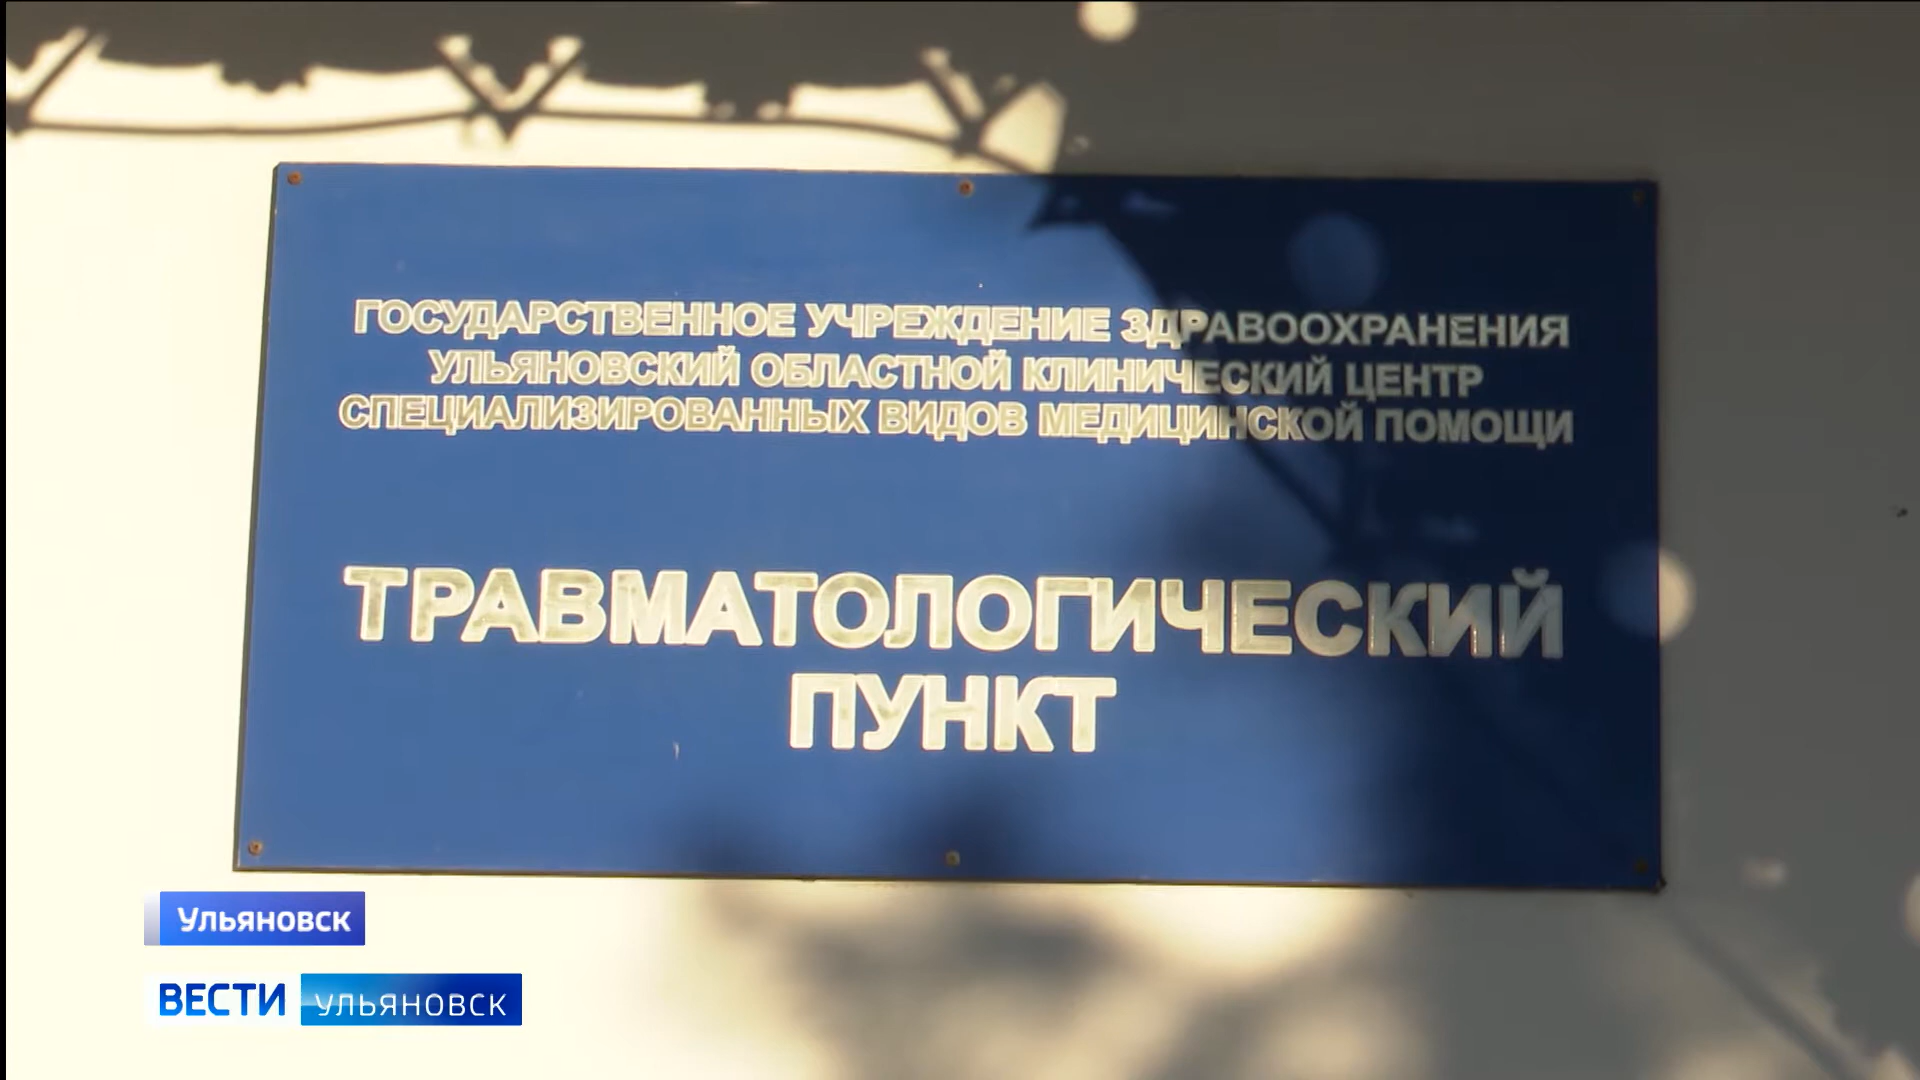 ГОСУДАРСТВЕННОЕ УЧРЕЖДЕНИЕ ЗДРАВООХРАНЕНИЯ
УЛЬЯНОВСКИЙ ОБЛАСТНОЙ КЛИНИЧЕСКИЙ ЦЕНТР
СПЕЦИАЛИЗИРОВАННЫХ ВИДОВ МЕДИЦИНСКОЙ ПОМОЩИ
ТРАВМАТОЛОГИЧЕСКИЙ
ПУНКТ
Ульяновск
ВЕСТИ УЛЬЯНОВСК